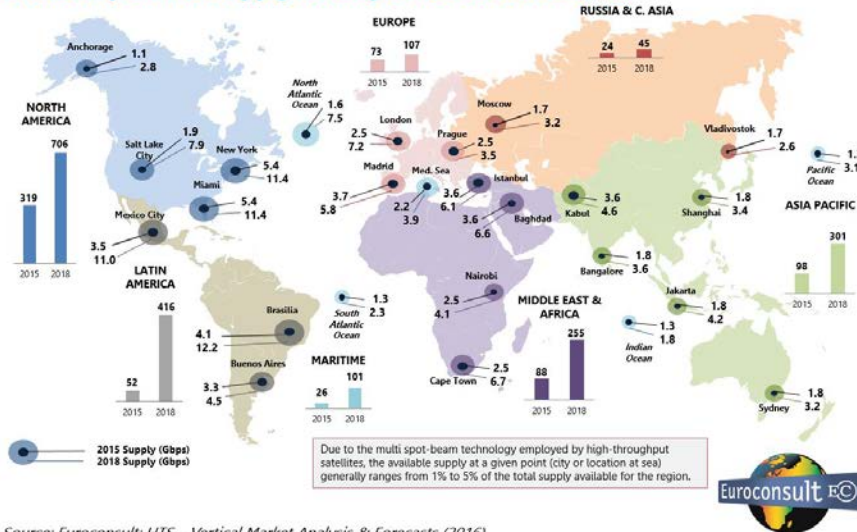 RUSSIA & C. ASIA
24
45
2015
2018
EUROPE
73
107
2015
2018
Anchorage
1.1
2.8
North
Atlantic
Ocean
1.6
7.5
NORTH
AMERICA
319
706
2015
2018
Salt Lake
City
1.9
7.9
New York
5.4
11.4
Miami
5.4
11.4
Mexico City
3.5
11.0
London
2.5
7.2
Madrid
3.7
5.8
Prague
2.5
3.5
Med. Sea
2.2
3.9
Moscow
1.7
3.2
Istanbul
3.6
6.1
Baghdad
3.6
6.6
Kabul
3.6
4.6
Vladivostok
1.7
2.6
Pacific
Ocean
3.1
Shanghai
1.8
3.4
Bangalore
1.8
3.6
ASIA PACIFIC
98
301
2015
2018
LATIN
AMERICA
52
416
2015
2018
Brasilia
4.1
12.2
Buenos Aires
3.3
4.5
South
Atlantic
Ocean
1.3
2.3
MARITIME
26
101
2015
2018
Nairobi
2.5
4.1
Cape Town
2.5
6.7
MIDDLE EAST &
AFRICA
88
255
2015
2018
Jakarta
1.8
4.2
Indian
Ocean
1.3
1.8
Sydney
1.8
3.2
2015 Supply (Gbps)
2018 Supply (Gbps)
Due to the multi spot-beam technology employed by high-throughput
satellites, the available supply at a given point (city or location at sea)
generally ranges from 1% to 5% of the total supply available for the region.
Euroconsult EC
Source: Euroconsult: HTS – Vertical Market Analysis & Forecasts (2016)